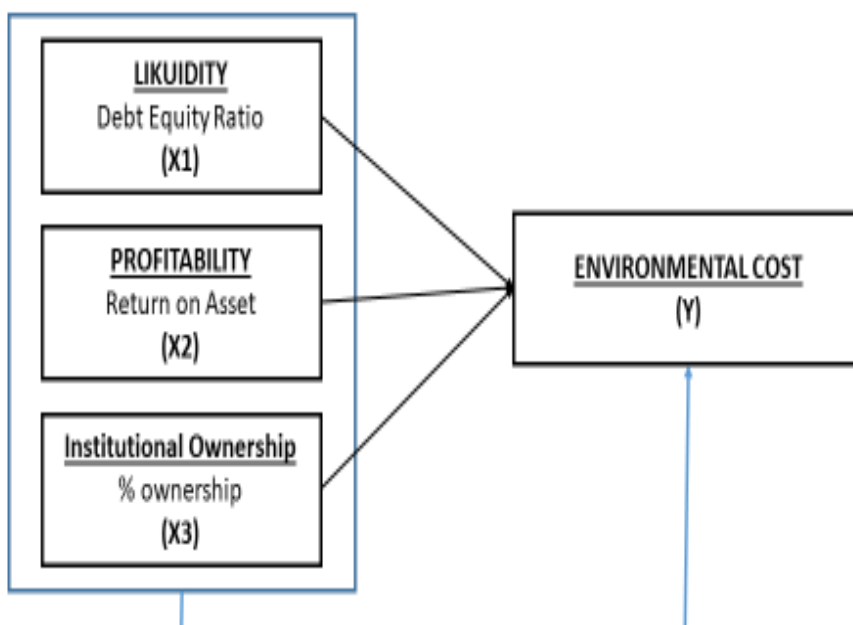 LIKUIDITY
Debt Equity Ratio
(X1)
PROFITABILITY
Return on Asset
(X2)
Institutional Ownership
% ownership
(X3)
ENVIRONMENTAL COST
(Y)